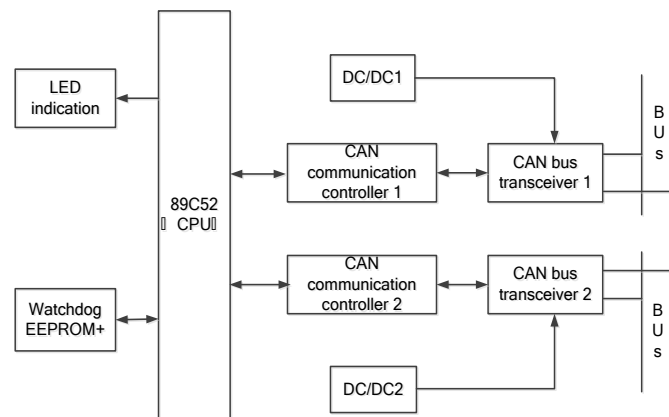 LED
indication
89C52
CPU
Watchdog
EEPROM+
DC/DC1
CAN
communication
controller 1
CAN bus
transceiver 1
B
U
s
CAN
communication
controller 2
CAN bus
transceiver 2
B
U
s
DC/DC2